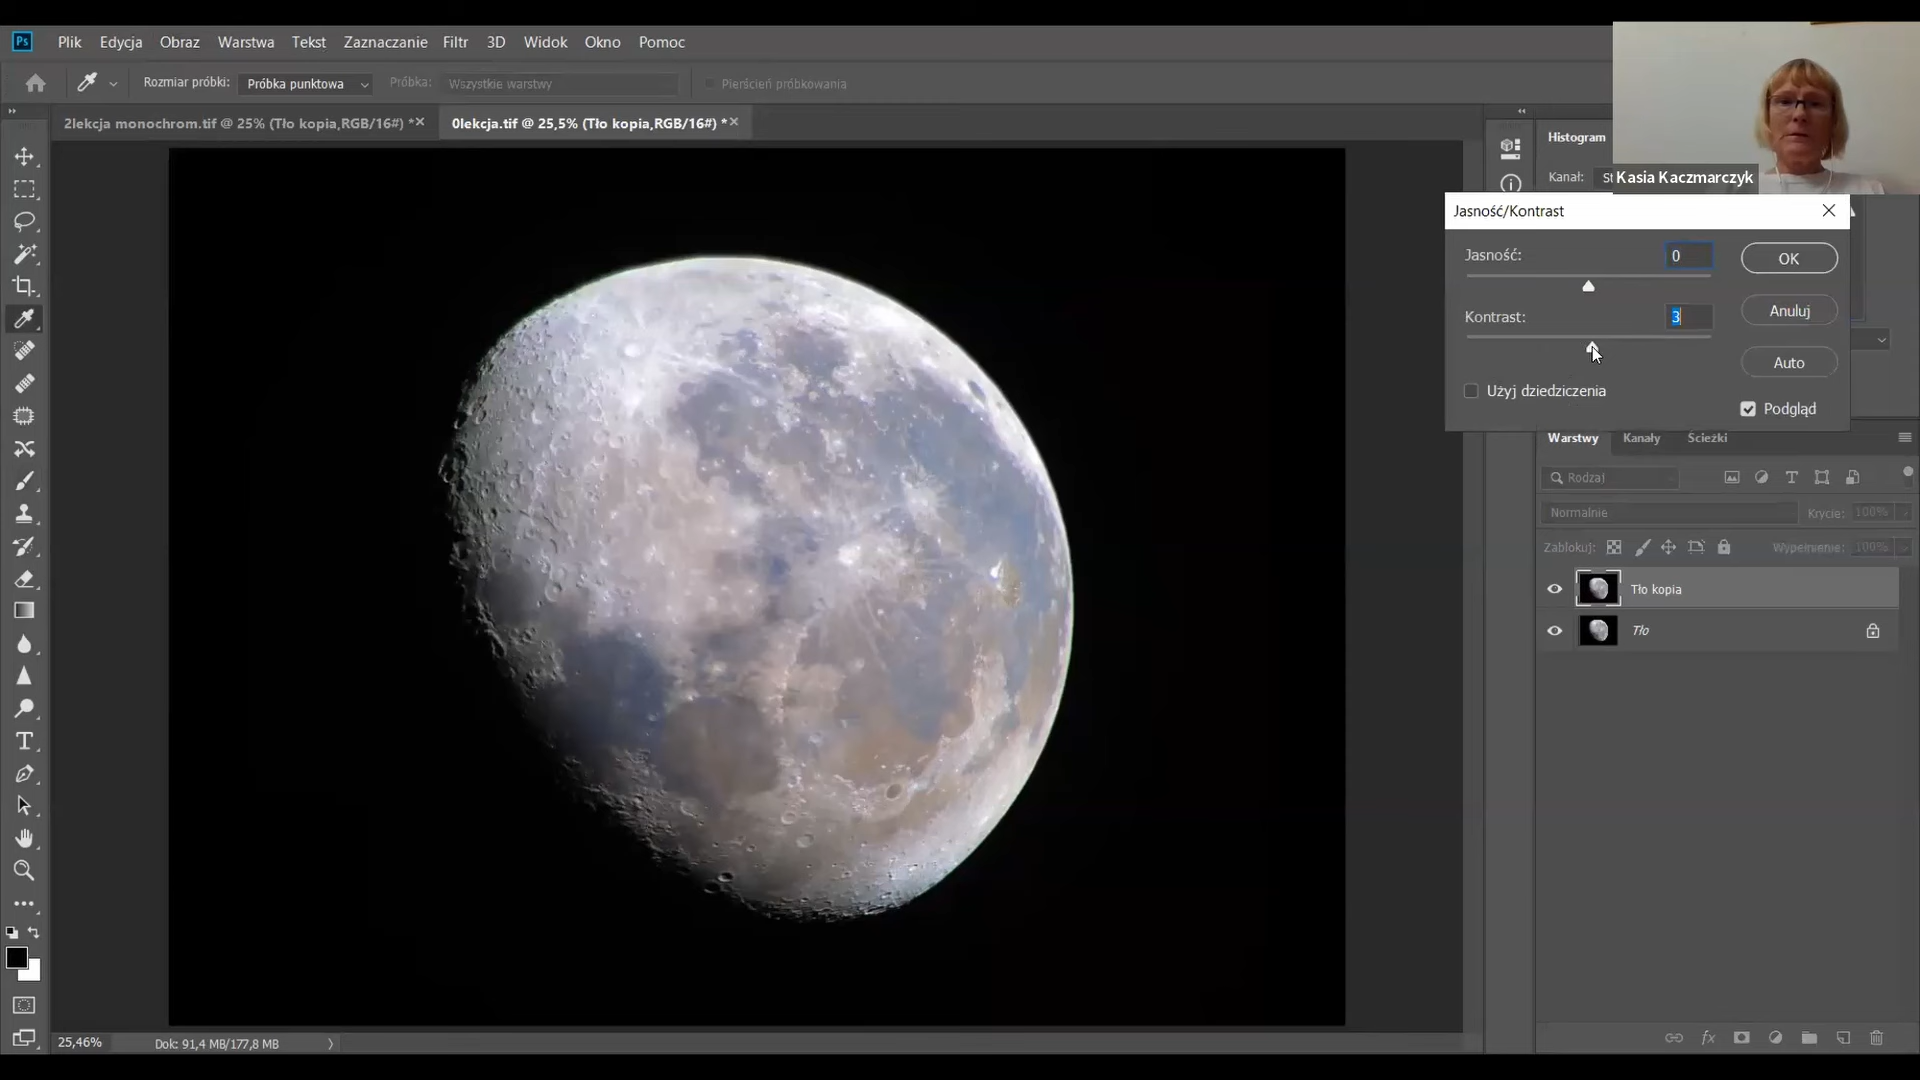 Ps Plik Edycja Obraz Warstwa Tekst Zaznaczanie Filtr 3D Widok Okno Pomoc
Rozmiar próbki: Próbka punktowa Próbka: Wszystkie warstwy Pierścień próbkowania
2lekcja monochrom.tif @ 25% (Tło kopia,RGB/16#) * 0lekcja.tif @ 25,5% (Tło kopia,RGB/16#) *
Histogram
Kanał:
Kasia Kaczmarczyk
Jasność/Kontrast
Jasność: 0
OK
Kontrast: 3
Anuluj
Auto
Użyj dziedziczenia
Podgląd
Warstwy Kanały Ścieżki
Rodzaj
Normalnie Krycie: 100%
Zablokuj: Wypełnienie: 100%
Tło kopia
Tło
fx
25,46% Dok: 91,4 MB/177,8 MB